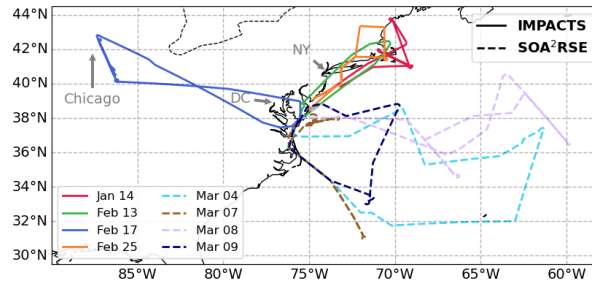 44°N
42°N
40°N
38°N
36°N
34°N
32°N
30°N
NY
DC
Chicago
IMPACTS
SOA²RSE
Jan 14
Feb 13
Feb 17
Feb 25
Mar 04
Mar 07
Mar 08
Mar 09
85°W 80°W 75°W 70°W 65°W 60°W